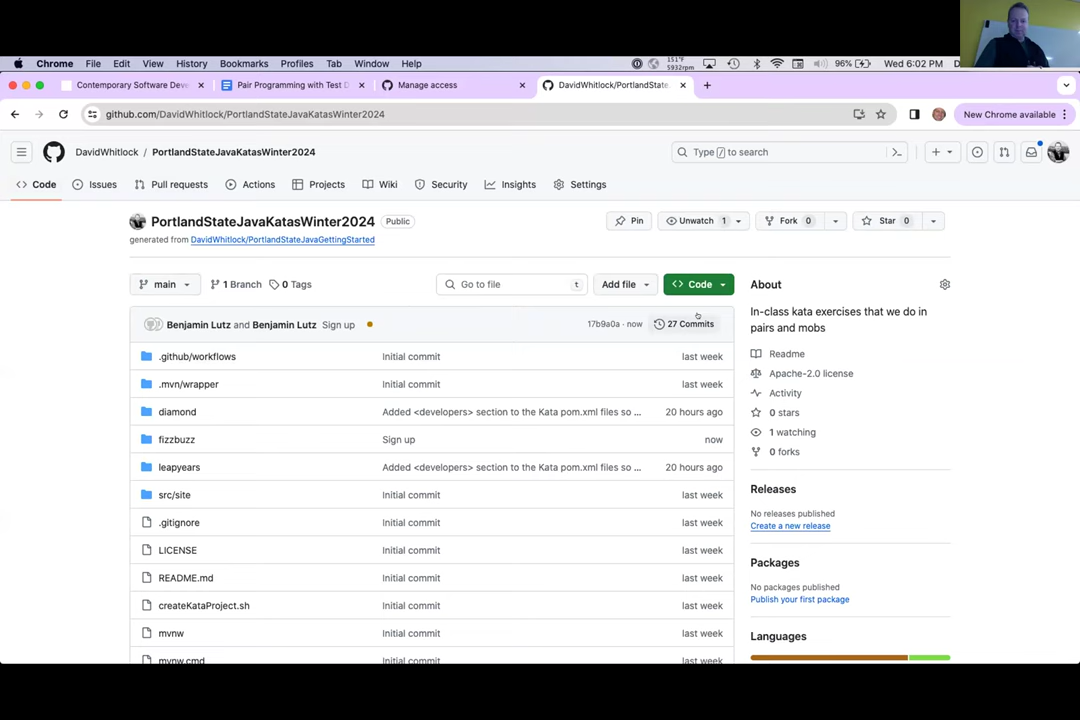 Chrome File Edit View History Bookmarks Profiles Tab Window Help 151°F 5932rpm 96% Wed 6:02 PM
Contemporary Software Deve Pair Programming with Test D Manage access DavidWhitlock/PortlandState
github.com/DavidWhitlock/PortlandStateJavaKatasWinter2024 New Chrome available
DavidWhitlock / PortlandStateJavaKatasWinter2024 Type / to search
Code Issues Pull requests Actions Projects Wiki Security Insights Settings
PortlandStateJavaKatasWinter2024 Public Pin Unwatch 1 Fork 0 Star 0
generated from DavidWhitlock/PortlandStateJavaGettingStarted
main 1 Branch 0 Tags Go to file t Add file Code
Benjamin Lutz and Benjamin Lutz Sign up 17b9a0a · now 27 Commits
.github/workflows Initial commit last week
.mvn/wrapper Initial commit last week
diamond Added <developers> section to the Kata pom.xml files so ... 20 hours ago
fizzbuzz Sign up now
leapyears Added <developers> section to the Kata pom.xml files so ... 20 hours ago
src/site Initial commit last week
.gitignore Initial commit last week
LICENSE Initial commit last week
README.md Initial commit last week
createKataProject.sh Initial commit last week
mvnw Initial commit last week
mvnw.cmd Initial commit last week
About
In-class kata exercises that we do in
pairs and mobs
Readme
Apache-2.0 license
Activity
0 stars
1 watching
0 forks
Releases
No releases published
Create a new release
Packages
No packages published
Publish your first package
Languages